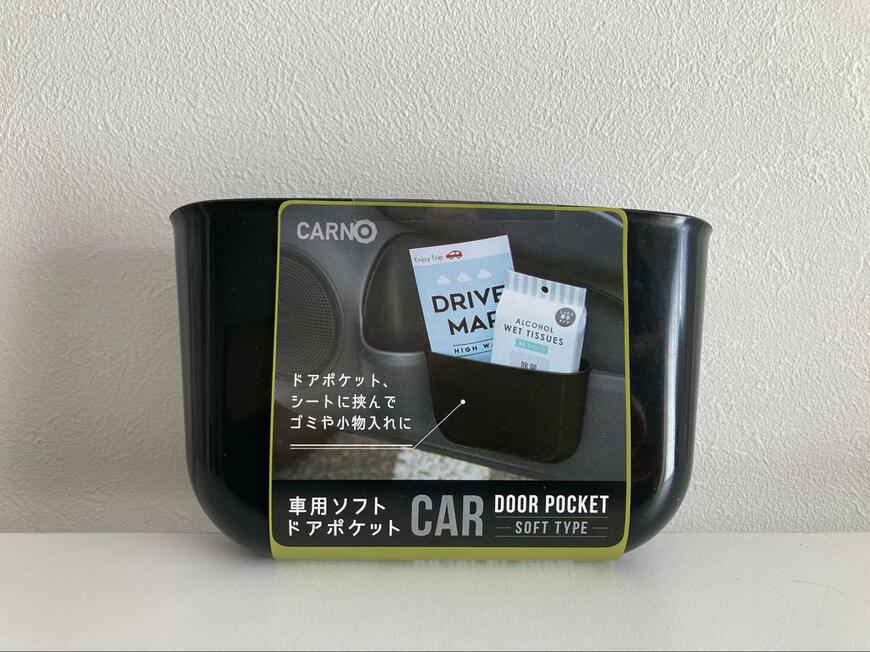 CARNO
Enjoy Trip
DRIVE
MAP
HIGH WA
ALCOHOL
WET TISSUES
除菌
ドアポケット、
シートに挟んで
ゴミや小物入れに
車用ソフト
ドアポケット
CAR
DOOR POCKET
SOFT TYPE